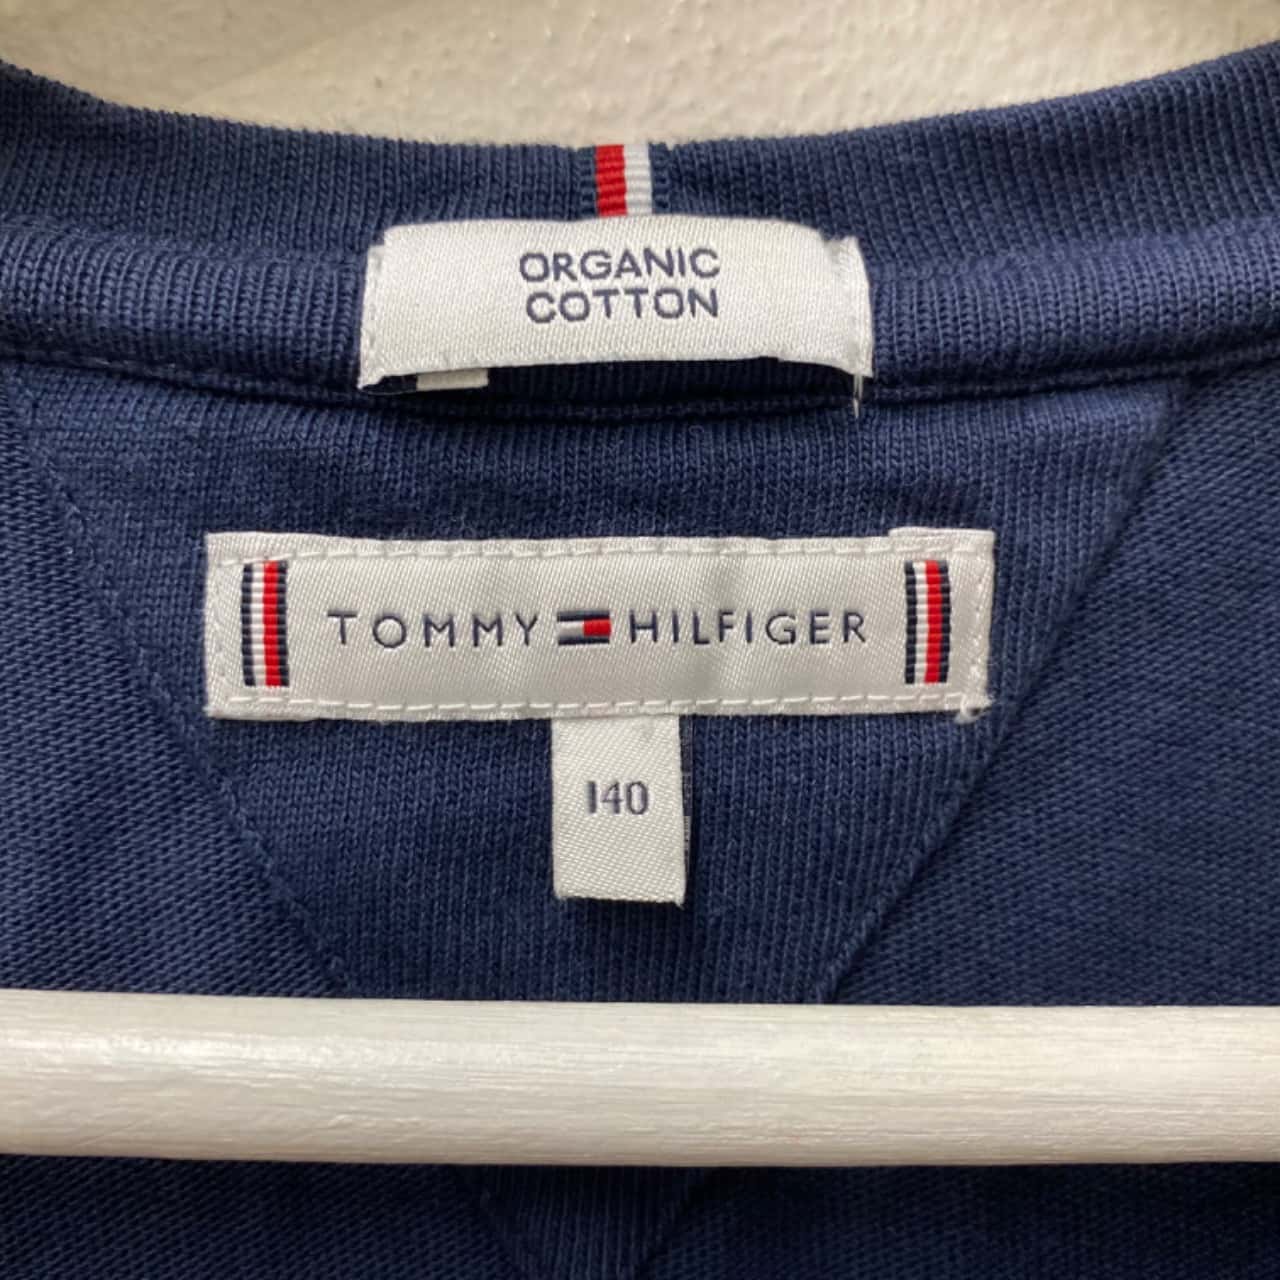 ORGANIC
COTTON
TOMMY HILFIGER
140